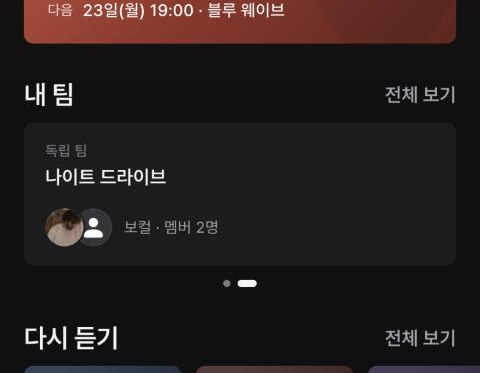 다음 23일(월) 19:00 · 블루 웨이브
내 팀 전체 보기
독립 팀
나이트 드라이브
보컬 · 멤버 2명
다시 듣기 전체 보기